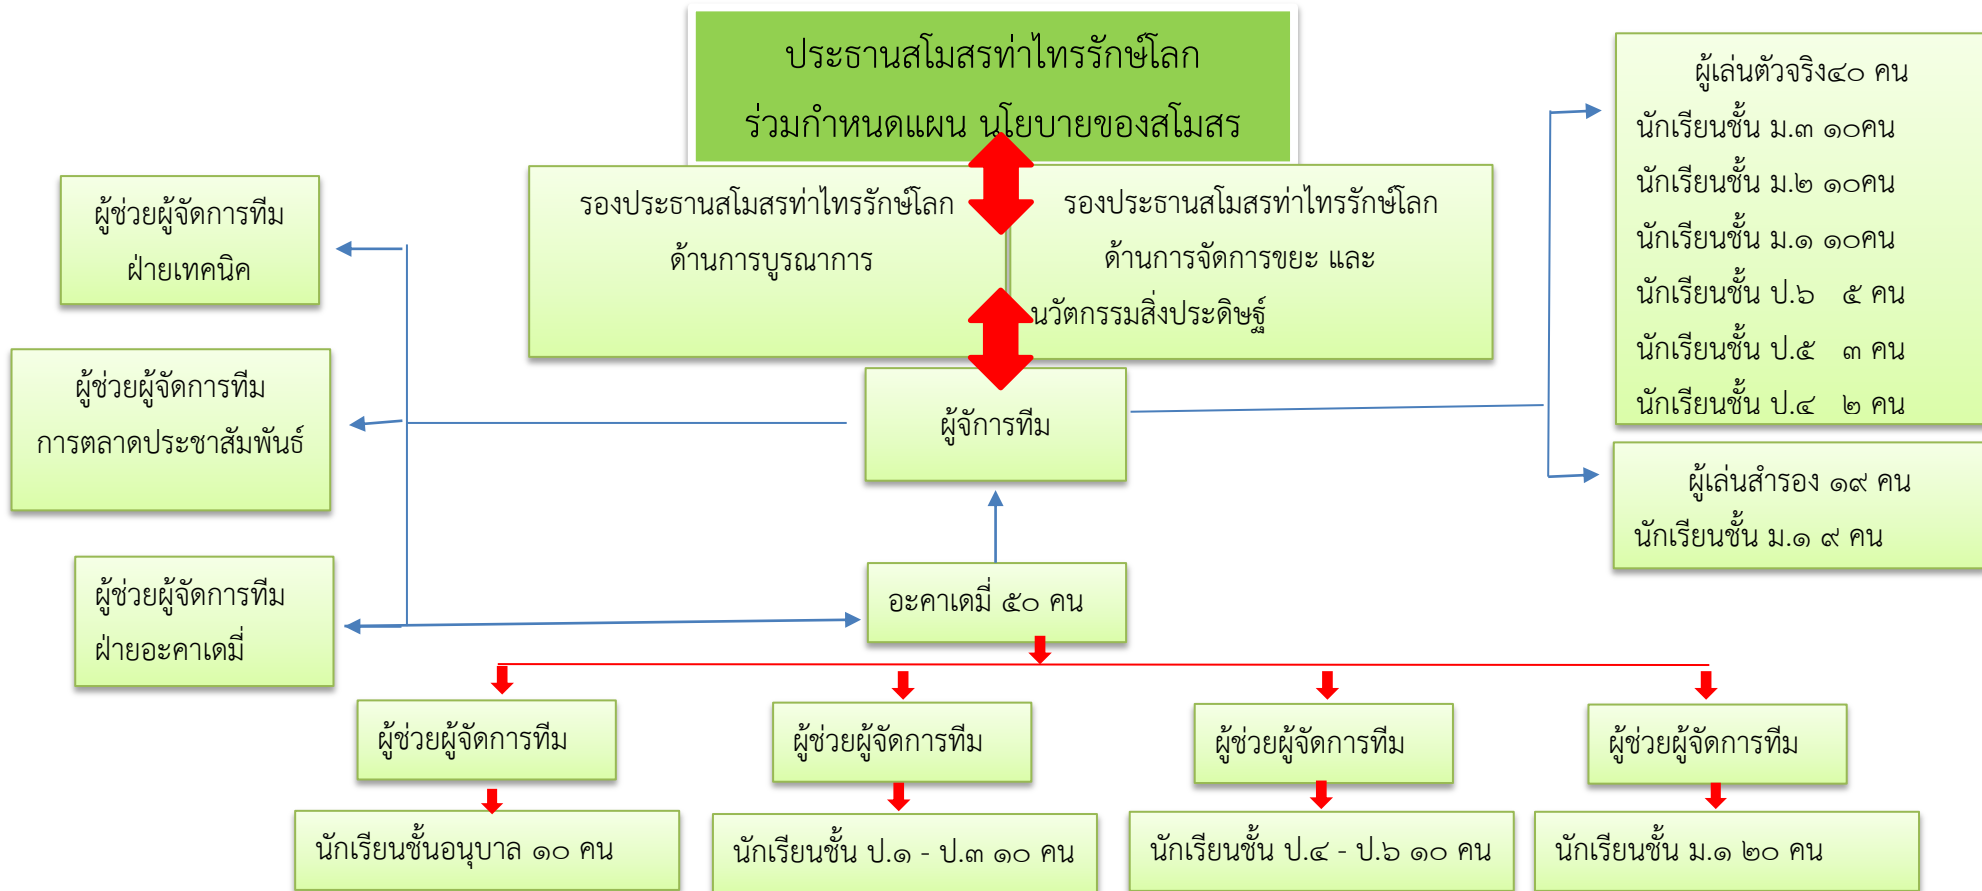 ประธานสโมสรท่าไทรรักษ์โลก
ร่วมกำหนดแผน นโยบายของสโมสร
รองประธานสโมสรท่าไทรรักษ์โลก
ด้านการบูรณาการ
รองประธานสโมสรท่าไทรรักษ์โลก
ด้านการจัดการขยะ และ
นวัตกรรมสิ่งประดิษฐ์
ผู้ช่วยผู้จัดการทีม
ฝ่ายเทคนิค
ผู้ช่วยผู้จัดการทีม
การตลาดประชาสัมพันธ์
ผู้ช่วยผู้จัดการทีม
ฝ่ายอะคาเดมี่
ผู้จัการทีม
อะคาเดมี่ ๕๐ คน
ผู้เล่นตัวจริง๔๐ คน
นักเรียนชั้น ม.๓ ๑๐คน
นักเรียนชั้น ม.๒ ๑๐คน
นักเรียนชั้น ม.๑ ๑๐คน
นักเรียนชั้น ป.๖ ๕ คน
นักเรียนชั้น ป.๕ ๓ คน
นักเรียนชั้น ป.๔ ๒ คน
ผู้เล่นสำรอง ๑๙ คน
นักเรียนชั้น ม.๑ ๙ คน
ผู้ช่วยผู้จัดการทีม
ผู้ช่วยผู้จัดการทีม
ผู้ช่วยผู้จัดการทีม
ผู้ช่วยผู้จัดการทีม
นักเรียนชั้นอนุบาล ๑๐ คน
นักเรียนชั้น ป.๑ - ป.๓ ๑๐ คน
นักเรียนชั้น ป.๔ - ป.๖ ๑๐ คน
นักเรียนชั้น ม.๑ ๒๐ คน